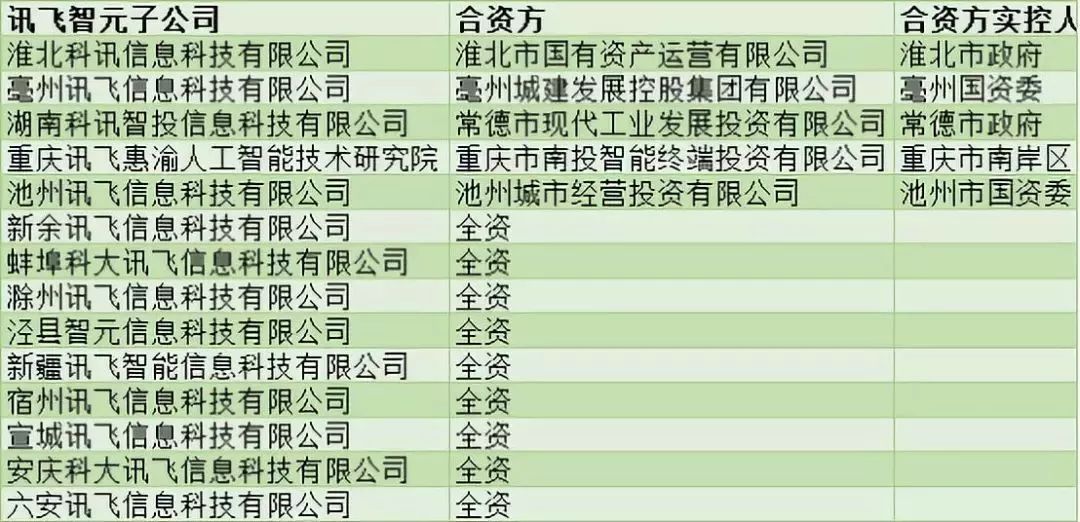 讯飞智元子公司 合资方 合资方实控人
淮北科讯信息科技有限公司 淮北市国有资产运营有限公司 淮北市政府
亳州讯飞信息科技有限公司 亳州城建发展控股集团有限公司 亳州国资委
湖南科讯智投信息科技有限公司 常德市现代工业发展投资有限公司 常德市政府
重庆讯飞惠渝人工智能技术研究院 重庆市南投智能终端投资有限公司 重庆市南岸区
池州讯飞信息科技有限公司 池州城市经营投资有限公司 池州市国资委
新余讯飞信息科技有限公司 全资
蚌埠科大讯飞信息科技有限公司 全资
滁州讯飞信息科技有限公司 全资
泾县智元信息科技有限公司 全资
新疆讯飞智能信息科技有限公司 全资
宿州讯飞信息科技有限公司 全资
宣城讯飞信息科技有限公司 全资
安庆科大讯飞信息科技有限公司 全资
六安讯飞信息科技有限公司 全资